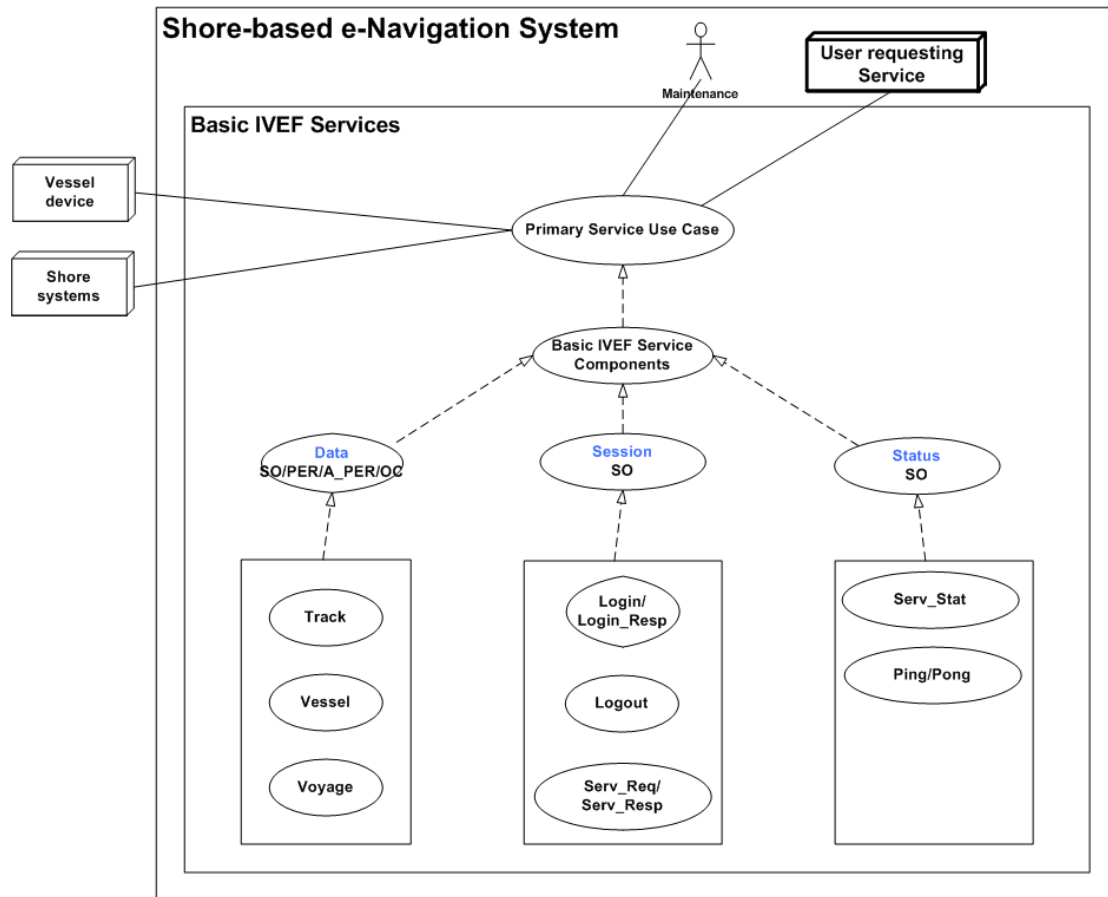 Shore-based e-Navigation System
Maintenance
User requesting
Service
Basic IVEF Services
Vessel
device
Shore
systems
Primary Service Use Case
Basic IVEF Service
Components
Data
SO/PER/A_PER/OC
Session
SO
Status
SO
Track
Vessel
Voyage
Login/
Login_Resp
Logout
Serv_Req/
Serv_Resp
Serv_Stat
Ping/Pong